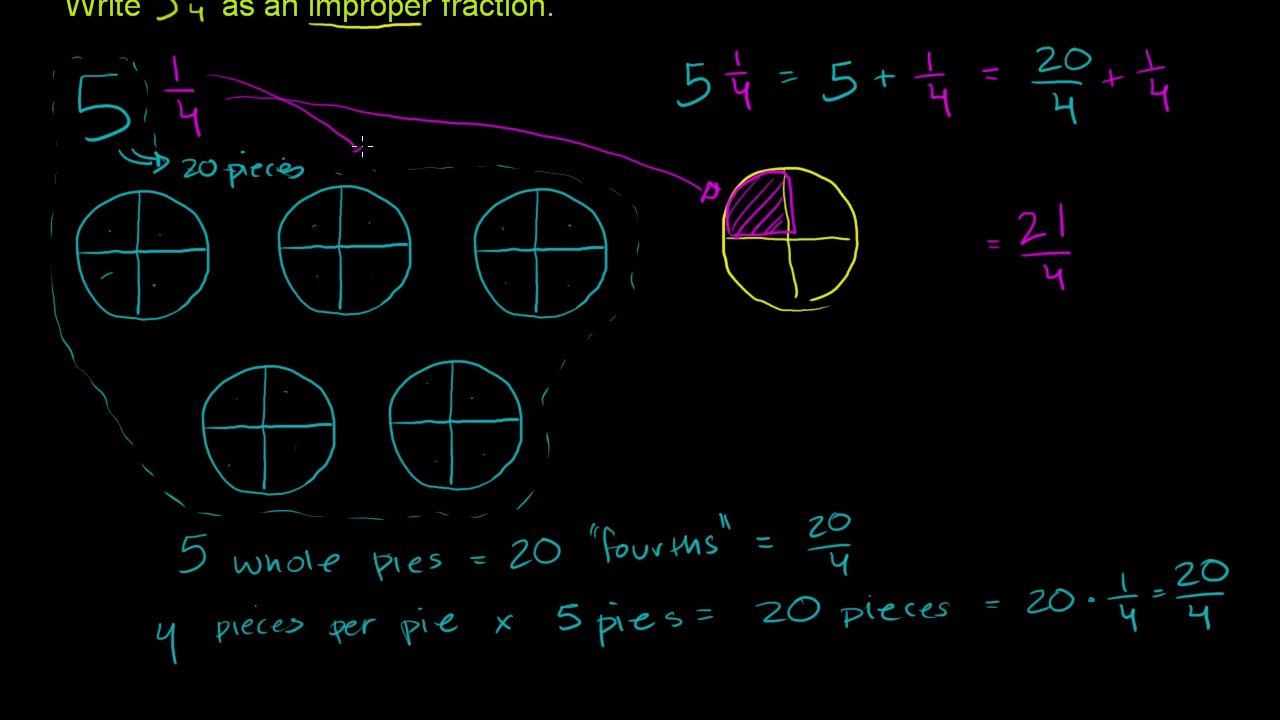 Write 5 1/4 as an improper fraction.
5 1/4
20 pieces
5 1/4 = 5 + 1/4 = 20/4 + 1/4
= 21/4
5 whole pies = 20 "fourths" = 20/4
4 pieces per pie x 5 pies = 20 pieces = 20 · 1/4 = 20/4